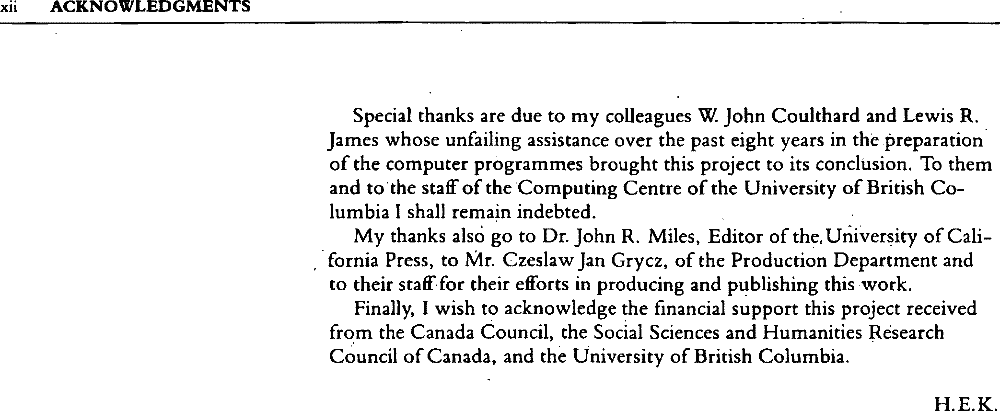 xii ACKNOWLEDGMENTS
Special thanks are due to my colleagues W. John Coulthard and Lewis R.
James whose unfailing assistance over the past eight years in the preparation
of the computer programmes brought this project to its conclusion. To them
and to the staff of the Computing Centre of the University of British Co-
lumbia I shall remain indebted.
My thanks also go to Dr. John R. Miles, Editor of the University of Cali-
fornia Press, to Mr. Czeslaw Jan Grycz, of the Production Department and
to their staff for their efforts in producing and publishing this work.
Finally, I wish to acknowledge the financial support this project received
from the Canada Council, the Social Sciences and Humanities Research
Council of Canada, and the University of British Columbia.
H.E.K.